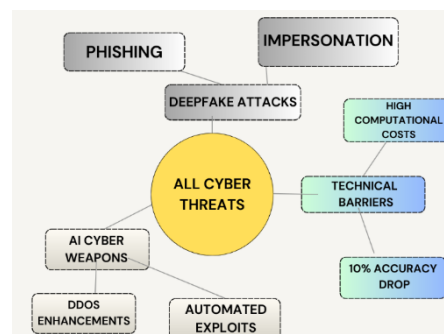 PHISHING
IMPERSONATION
DEEPFAKE ATTACKS
HIGH
COMPUTATIONAL
COSTS
ALL CYBER
THREATS
TECHNICAL
BARRIERS
AI CYBER
WEAPONS
10% ACCURACY
DROP
DDOS
ENHANCEMENTS
AUTOMATED
EXPLOITS